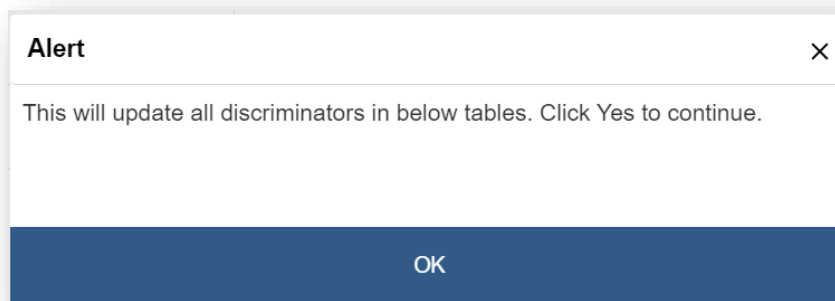 Alert
This will update all discriminators in below tables. Click Yes to continue.
OK